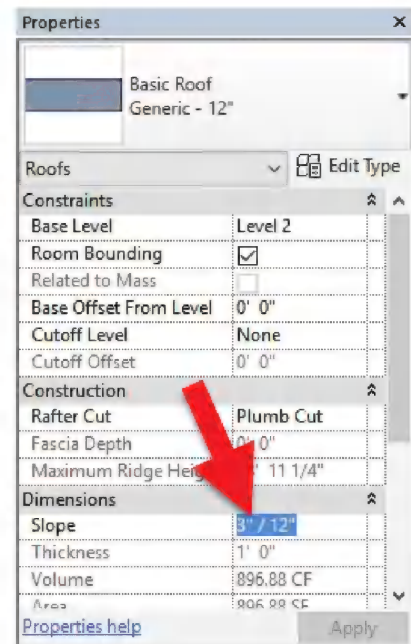 Properties x
Basic Roof
Generic - 12"
Roofs Edit Type
Constraints
Base Level Level 2
Room Bounding
Related to Mass
Base Offset From Level 0' 0"
Cutoff Level None
Cutoff Offset 0' 0"
Construction
Rafter Cut Plumb Cut
Fascia Depth 0' 0"
Maximum Ridge 11 1/4"
Dimensions
Slope 3" / 12"
Thickness 1' 0"
Volume 896.88 CF
Area 896.88 SF
Properties help Apply